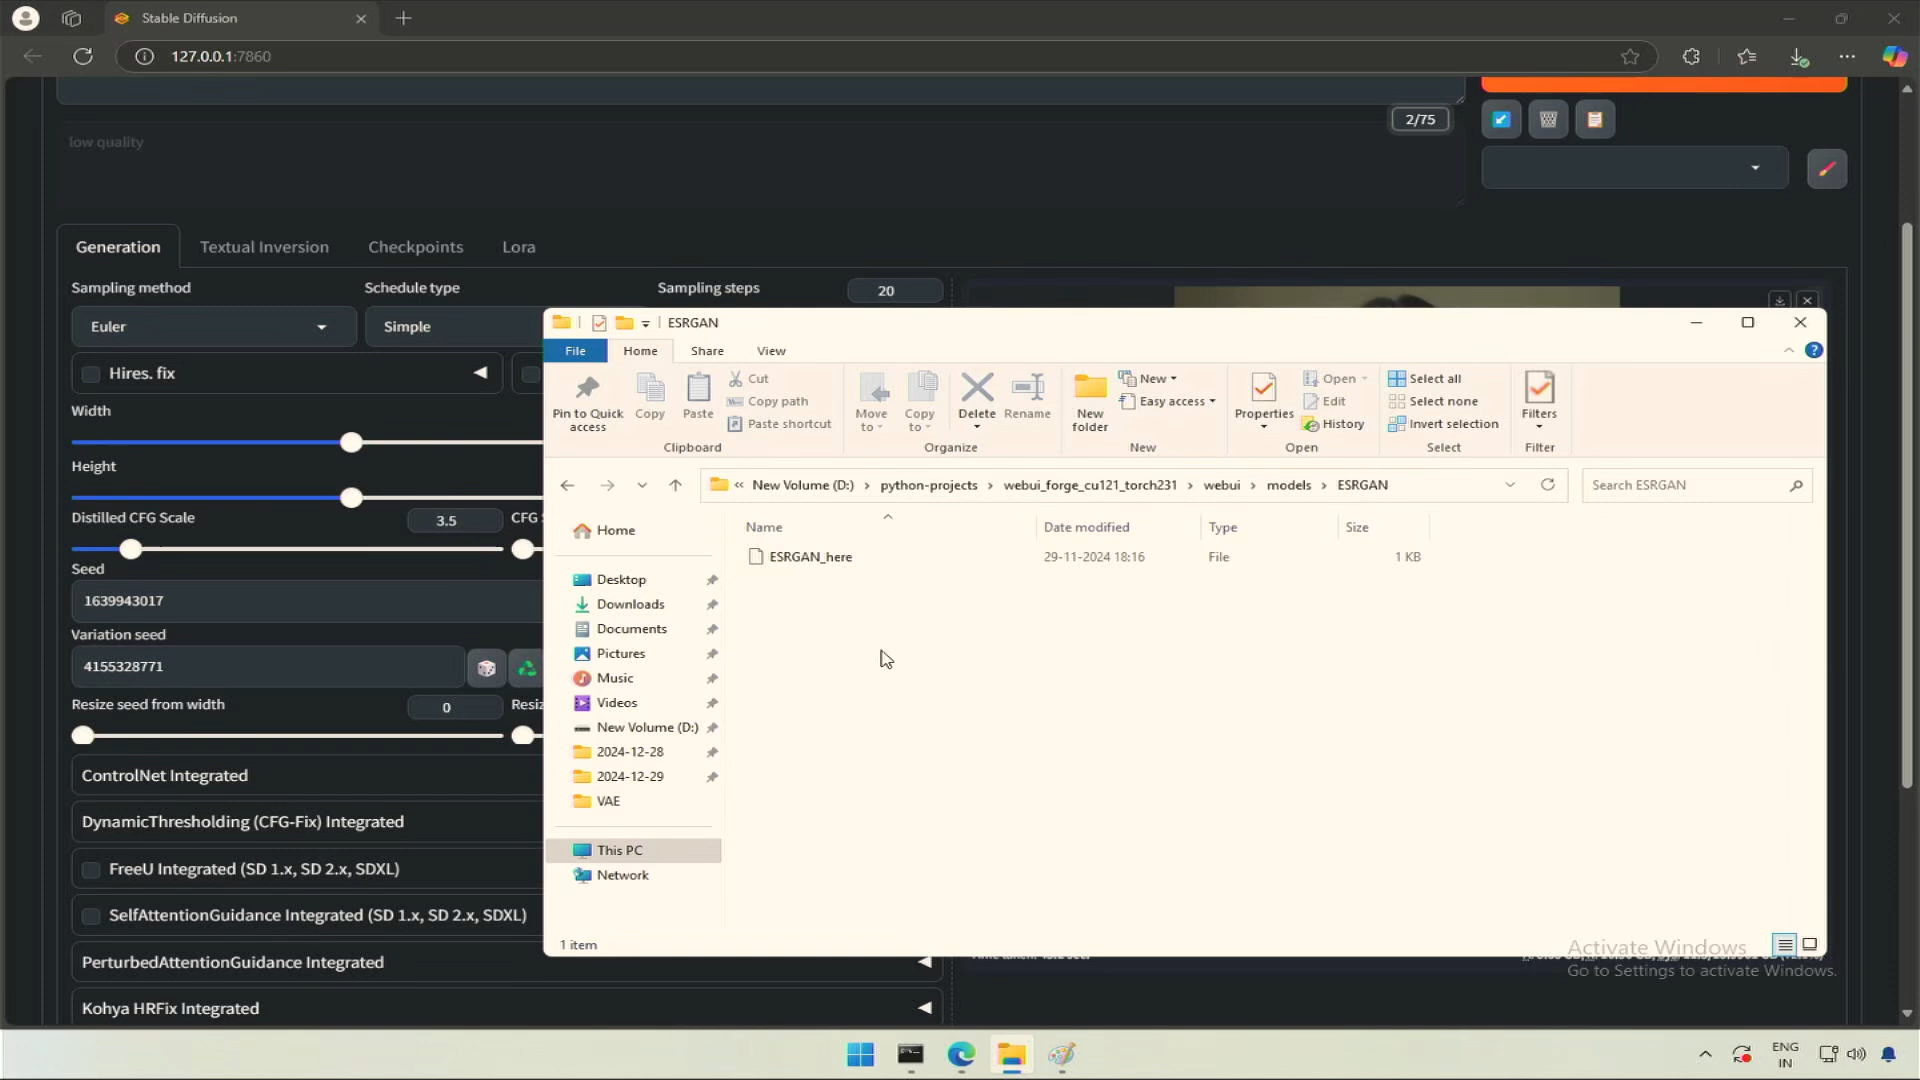 Stable Diffusion
127.0.0.1:7860
2/75
low quality
Generation
Textual Inversion
Checkpoints
Lora
Sampling method
Schedule type
Sampling steps
20
Euler
Simple
Hires. fix
Width
Height
Distilled CFG Scale
3.5
CFG
Seed
1639943017
Variation seed
4155328771
Resize seed from width
0
ControlNet Integrated
DynamicThresholding (CFG-Fix) Integrated
FreeU Integrated (SD 1.x, SD 2.x, SDXL)
SelfAttentionGuidance Integrated (SD 1.x, SD 2.x, SDXL)
PerturbedAttentionGuidance Integrated
Kohya HRFix Integrated
ESRGAN
File
Home
Share
View
Pin to Quick access
Copy
Paste
Cut
Copy path
Paste shortcut
Clipboard
Move to
Copy to
Delete
Rename
Organize
New folder
New
Easy access
New
Properties
Open
Edit
History
Open
Select all
Select none
Invert selection
Select
Filters
Filter
« New Volume (D:) › python-projects › webui_forge_cu121_torch231 › webui › models › ESRGAN
Search ESRGAN
Home
Desktop
Downloads
Documents
Pictures
Music
Videos
New Volume (D:)
2024-12-28
2024-12-29
VAE
This PC
Network
Name
Date modified
Type
Size
ESRGAN_here
29-11-2024 18:16
File
1 KB
1 item
Activate Windows
Go to Settings to activate Windows.
ENG
IN